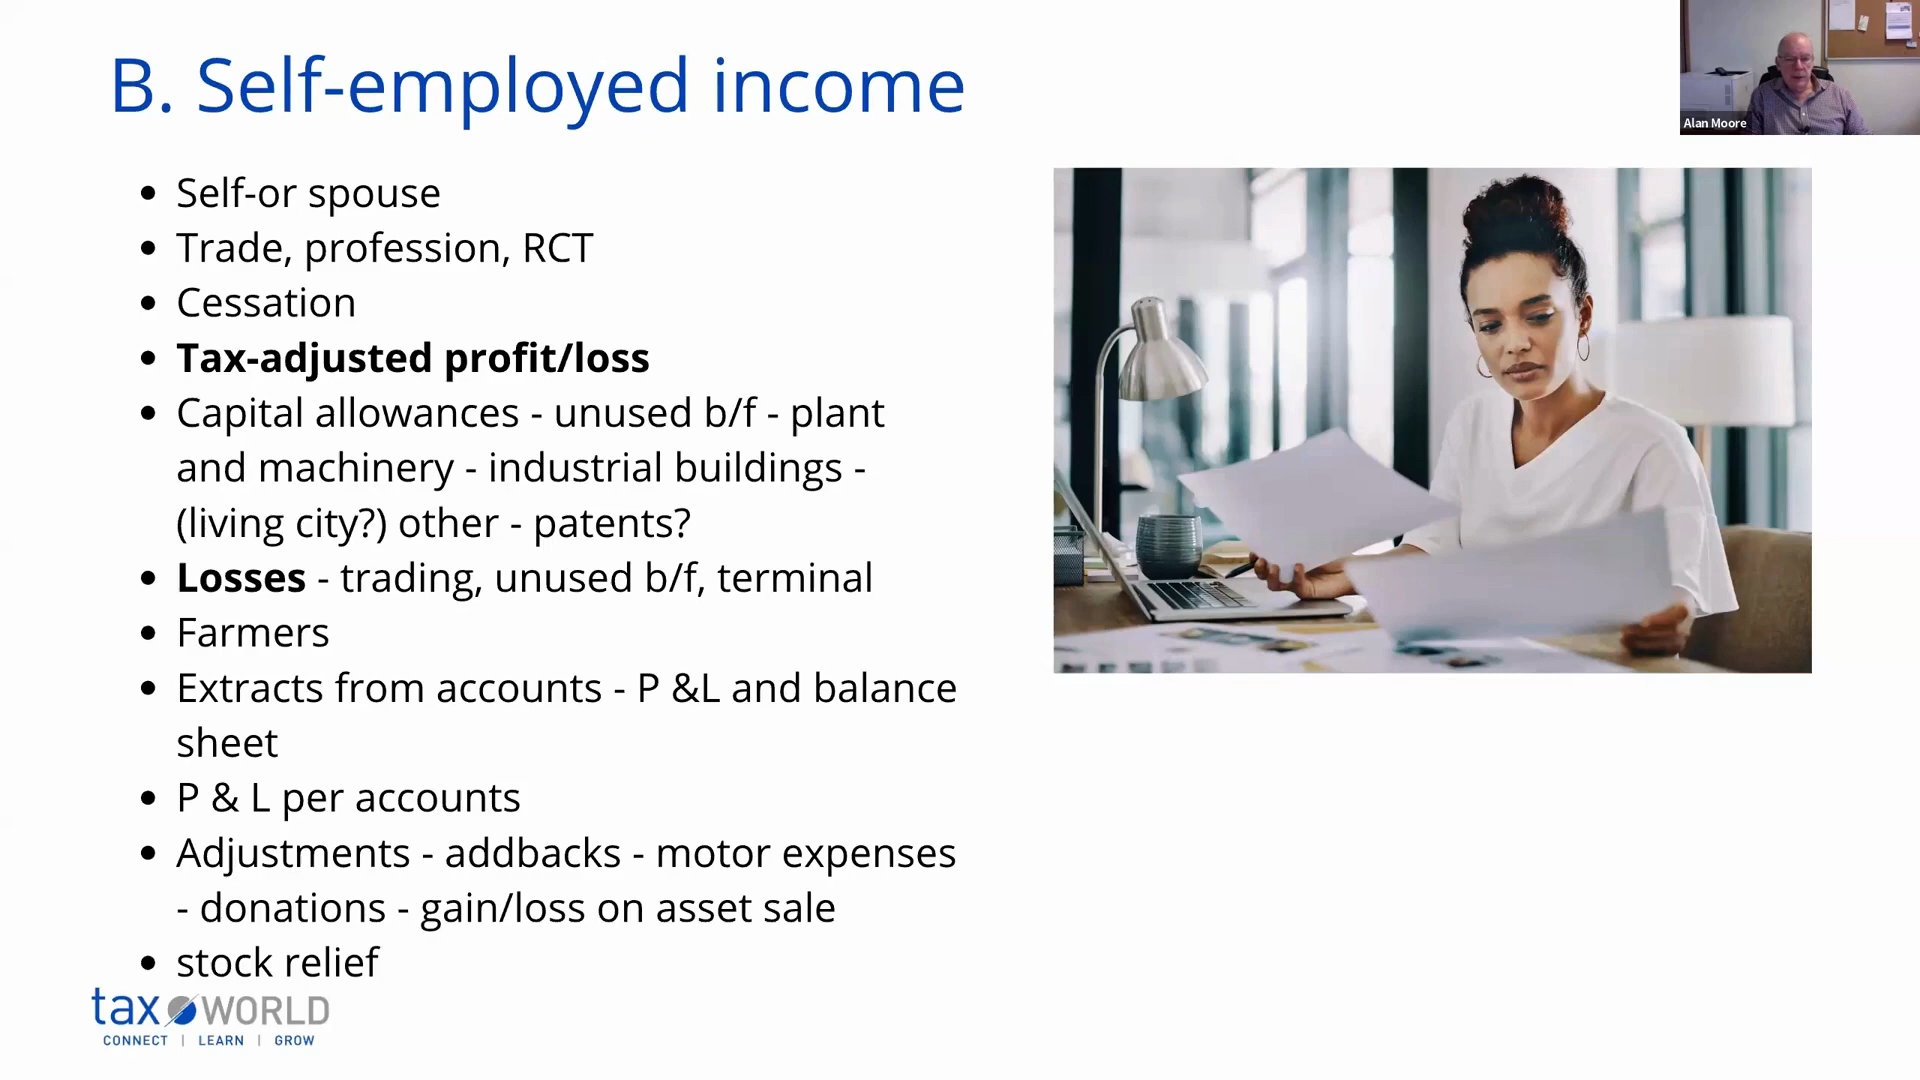 B. Self-employed income
Alan Moore
• Self-or spouse
• Trade, profession, RCT
• Cessation
• Tax-adjusted profit/loss
• Capital allowances - unused b/f - plant
and machinery - industrial buildings -
(living city?) other - patents?
• Losses - trading, unused b/f, terminal
• Farmers
• Extracts from accounts - P &L and balance
sheet
• P & L per accounts
• Adjustments - addbacks - motor expenses
- donations - gain/loss on asset sale
• stock relief
tax WORLD
CONNECT | LEARN | GROW